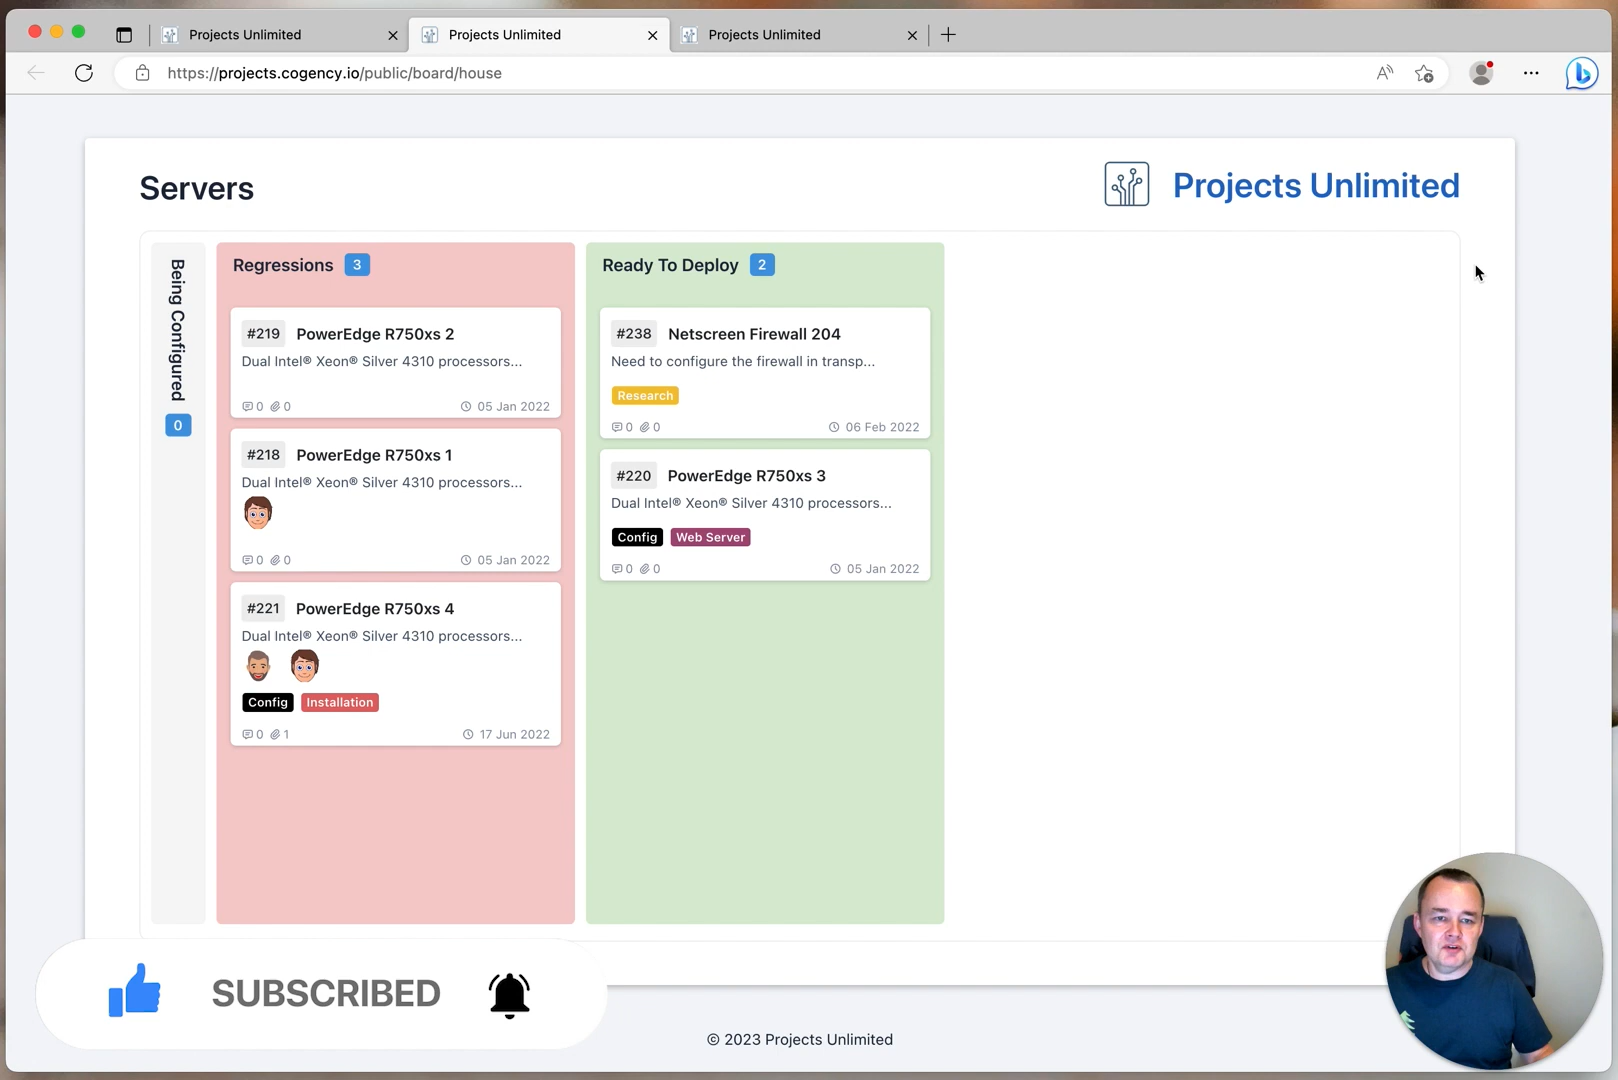 Projects Unlimited
Projects Unlimited
Projects Unlimited
https://projects.cogency.io/public/board/house
Servers
Projects Unlimited
Being Configured
0
Regressions 3
#219 PowerEdge R750xs 2
Dual Intel® Xeon® Silver 4310 processors...
0 0 05 Jan 2022
#218 PowerEdge R750xs 1
Dual Intel® Xeon® Silver 4310 processors...
0 0 05 Jan 2022
#221 PowerEdge R750xs 4
Dual Intel® Xeon® Silver 4310 processors...
Config Installation
0 1 17 Jun 2022
Ready To Deploy 2
#238 Netscreen Firewall 204
Need to configure the firewall in transp...
Research
0 0 06 Feb 2022
#220 PowerEdge R750xs 3
Dual Intel® Xeon® Silver 4310 processors...
Config Web Server
0 0 05 Jan 2022
SUBSCRIBED
© 2023 Projects Unlimited